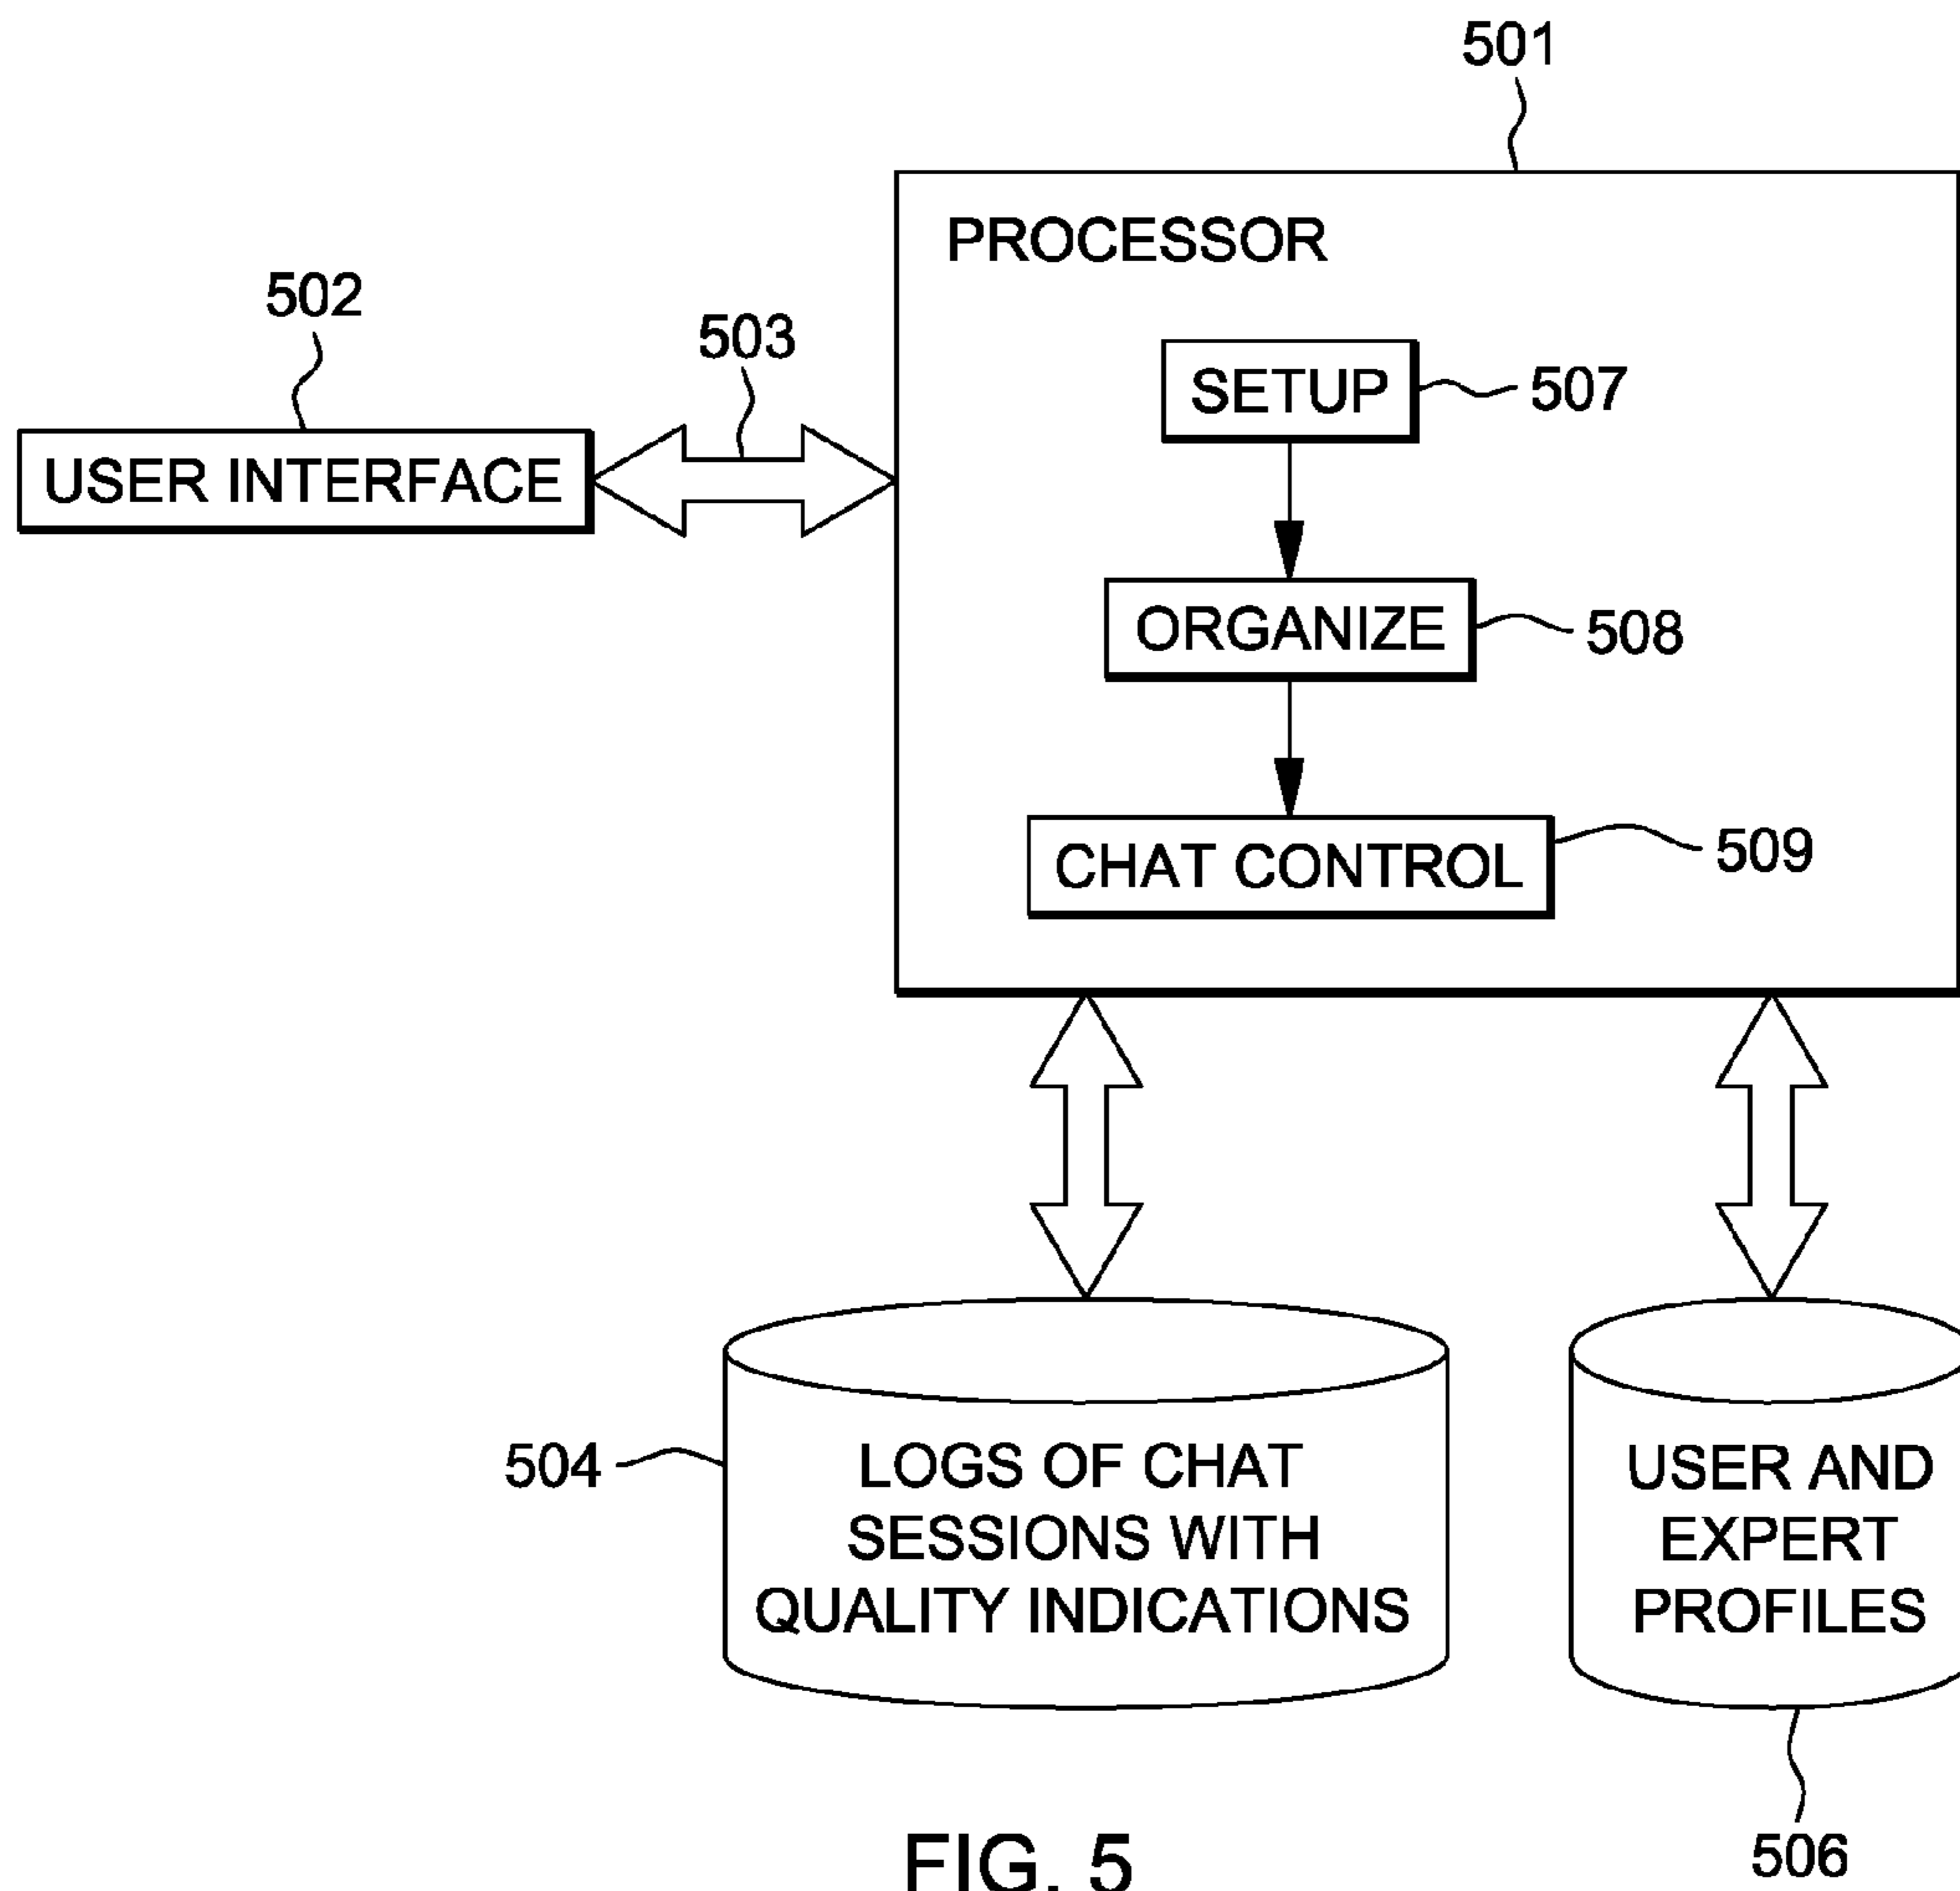 501
PROCESSOR
502
503
SETUP
507
USER INTERFACE
ORGANIZE
508
CHAT CONTROL
509
504
LOGS OF CHAT
SESSIONS WITH
QUALITY INDICATIONS
USER AND
EXPERT
PROFILES
506
FIG. 5